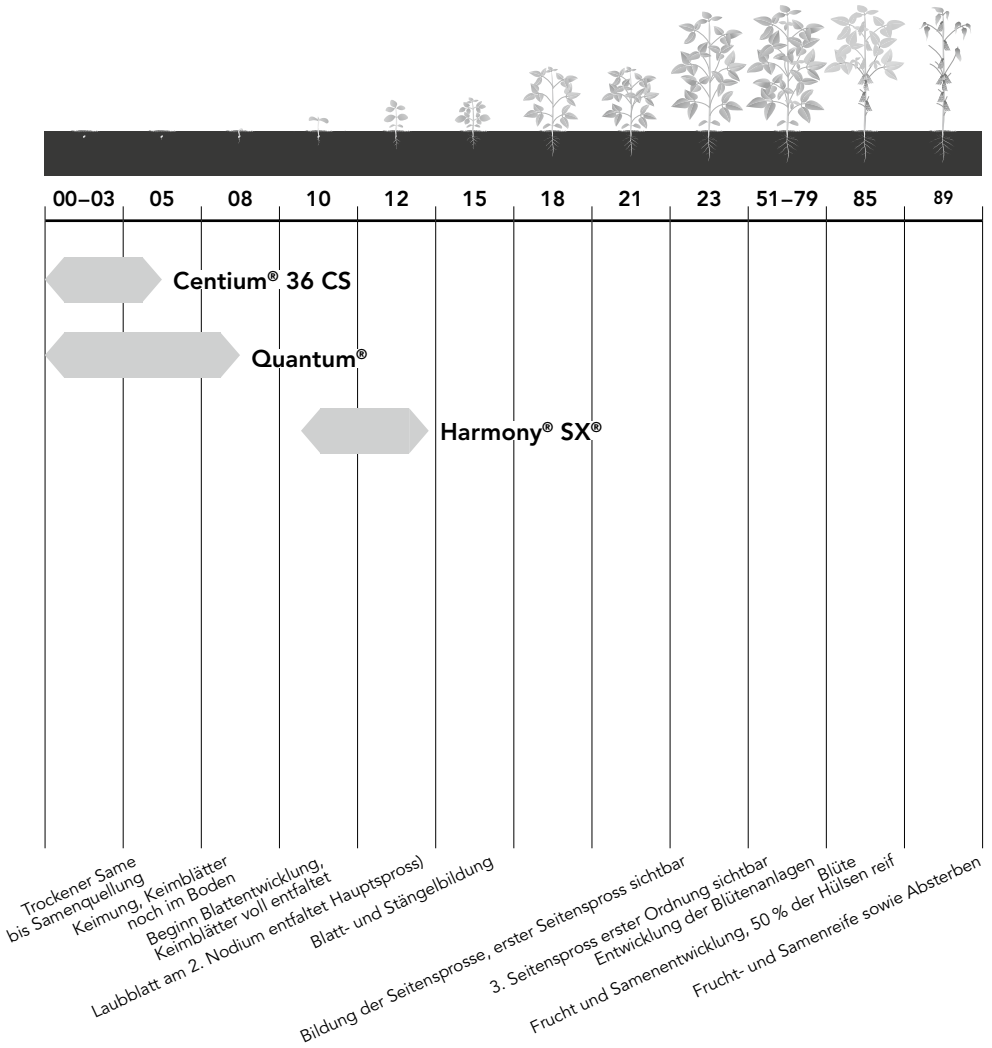 00–03 05 08 10 12 15 18 21 23 51–79 85 89
Centium® 36 CS
Quantum®
Harmony® SX®
Trockener Same
bis Samenquellung
Keimung, Keimblätter
noch im Boden
Beginn Blattentwicklung,
Keimblätter voll entfaltet
Laubblatt am 2. Nodium entfaltet Hauptspross)
Blatt- und Stängelbildung
Bildung der Seitensprosse, erster Seitenspross sichtbar
3. Seitenspross erster Ordnung sichtbar
Entwicklung der Blütenanlagen
Blüte
Frucht und Samenentwicklung, 50 % der Hülsen reif
Frucht- und Samenreife sowie Absterben